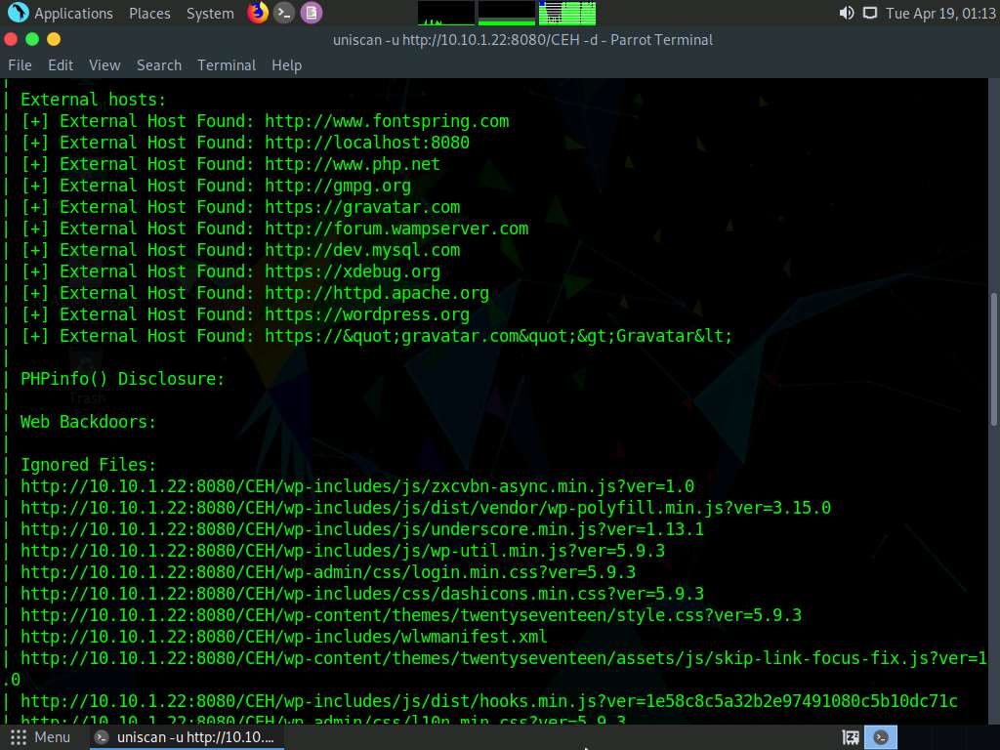 Applications Places System Tue Apr 19, 01:13
uniscan -u http://10.10.1.22:8080/CEH -d - Parrot Terminal
File Edit View Search Terminal Help
|
| External hosts:
| [+] External Host Found: http://www.fontspring.com
| [+] External Host Found: http://localhost:8080
| [+] External Host Found: http://www.php.net
| [+] External Host Found: http://gmpg.org
| [+] External Host Found: https://gravatar.com
| [+] External Host Found: http://forum.wampserver.com
| [+] External Host Found: http://dev.mysql.com
| [+] External Host Found: https://xdebug.org
| [+] External Host Found: http://httpd.apache.org
| [+] External Host Found: https://wordpress.org
| [+] External Host Found: https://&quot;gravatar.com&quot;&gt;Gravatar&lt;
|
| PHPinfo() Disclosure:
Trash
|
| Web Backdoors:
|
| Ignored Files:
| http://10.10.1.22:8080/CEH/wp-includes/js/zxcvbn-async.min.js?ver=1.0
| http://10.10.1.22:8080/CEH/wp-includes/js/dist/vendor/wp-polyfill.min.js?ver=3.15.0
| http://10.10.1.22:8080/CEH/wp-includes/js/underscore.min.js?ver=1.13.1
| http://10.10.1.22:8080/CEH/wp-includes/js/wp-util.min.js?ver=5.9.3
| http://10.10.1.22:8080/CEH/wp-admin/css/login.min.css?ver=5.9.3
| http://10.10.1.22:8080/CEH/wp-includes/css/dashicons.min.css?ver=5.9.3
| http://10.10.1.22:8080/CEH/wp-content/themes/twentyseventeen/style.css?ver=5.9.3
| http://10.10.1.22:8080/CEH/wp-includes/wlwmanifest.xml
| http://10.10.1.22:8080/CEH/wp-content/themes/twentyseventeen/assets/js/skip-link-focus-fix.js?ver=1
.0
| http://10.10.1.22:8080/CEH/wp-includes/js/dist/hooks.min.js?ver=1e58c8c5a32b2e97491080c5b10dc71c
| http://10.10.1.22:8080/CEH/wp-admin/css/l10n.min.css?ver=5.9.3
Menu uniscan -u http://10.10....